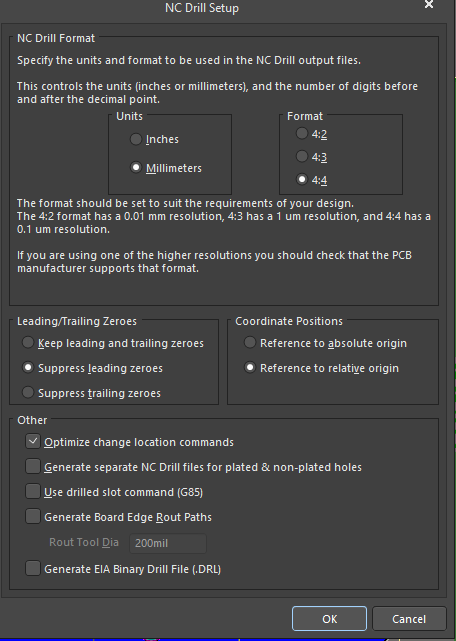 NC Drill Setup
NC Drill Format
Specify the units and format to be used in the NC Drill output files.
This controls the units (inches or millimeters), and the number of digits before
and after the decimal point.
Units
Inches
Millimeters
Format
4:2
4:3
4:4
The format should be set to suit the requirements of your design.
The 4:2 format has a 0.01 mm resolution, 4:3 has a 1 um resolution, and 4:4 has a
0.1 um resolution.
If you are using one of the higher resolutions you should check that the PCB
manufacturer supports that format.
Leading/Trailing Zeroes
Keep leading and trailing zeroes
Suppress leading zeroes
Suppress trailing zeroes
Coordinate Positions
Reference to absolute origin
Reference to relative origin
Other
Optimize change location commands
Generate separate NC Drill files for plated & non-plated holes
Use drilled slot command (G85)
Generate Board Edge Rout Paths
Rout Tool Dia 200mil
Generate EIA Binary Drill File (.DRL)
OK Cancel